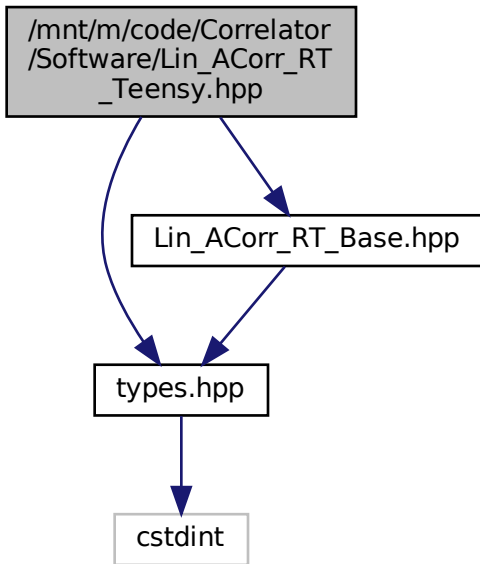 /mnt/m/code/Correlator
/Software/Lin_ACorr_RT
_Teensy.hpp
Lin_ACorr_RT_Base.hpp
types.hpp
cstdint